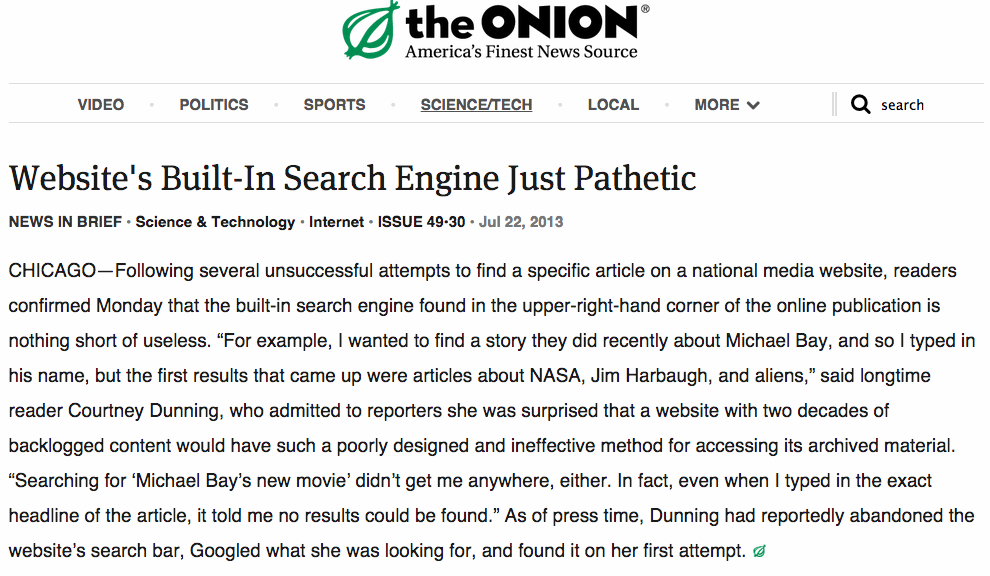 the ONION®
America's Finest News Source
VIDEO • POLITICS • SPORTS • SCIENCE/TECH • LOCAL • MORE search
Website's Built-In Search Engine Just Pathetic
NEWS IN BRIEF • Science & Technology • Internet • ISSUE 49•30 • Jul 22, 2013
CHICAGO—Following several unsuccessful attempts to find a specific article on a national media website, readers
confirmed Monday that the built-in search engine found in the upper-right-hand corner of the online publication is
nothing short of useless. “For example, I wanted to find a story they did recently about Michael Bay, and so I typed in
his name, but the first results that came up were articles about NASA, Jim Harbaugh, and aliens,” said longtime
reader Courtney Dunning, who admitted to reporters she was surprised that a website with two decades of
backlogged content would have such a poorly designed and ineffective method for accessing its archived material.
“Searching for ‘Michael Bay’s new movie’ didn’t get me anywhere, either. In fact, even when I typed in the exact
headline of the article, it told me no results could be found.” As of press time, Dunning had reportedly abandoned the
website’s search bar, Googled what she was looking for, and found it on her first attempt.